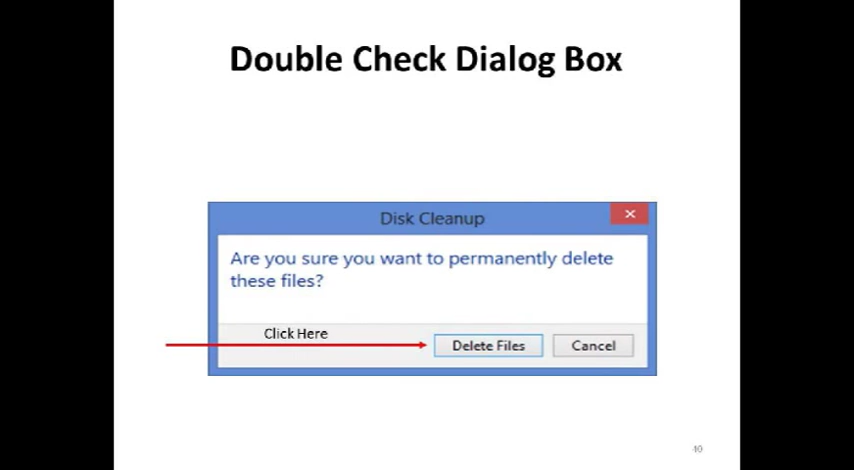 Double Check Dialog Box
Disk Cleanup
Are you sure you want to permanently delete
these files?
Click Here
Delete Files
Cancel
40